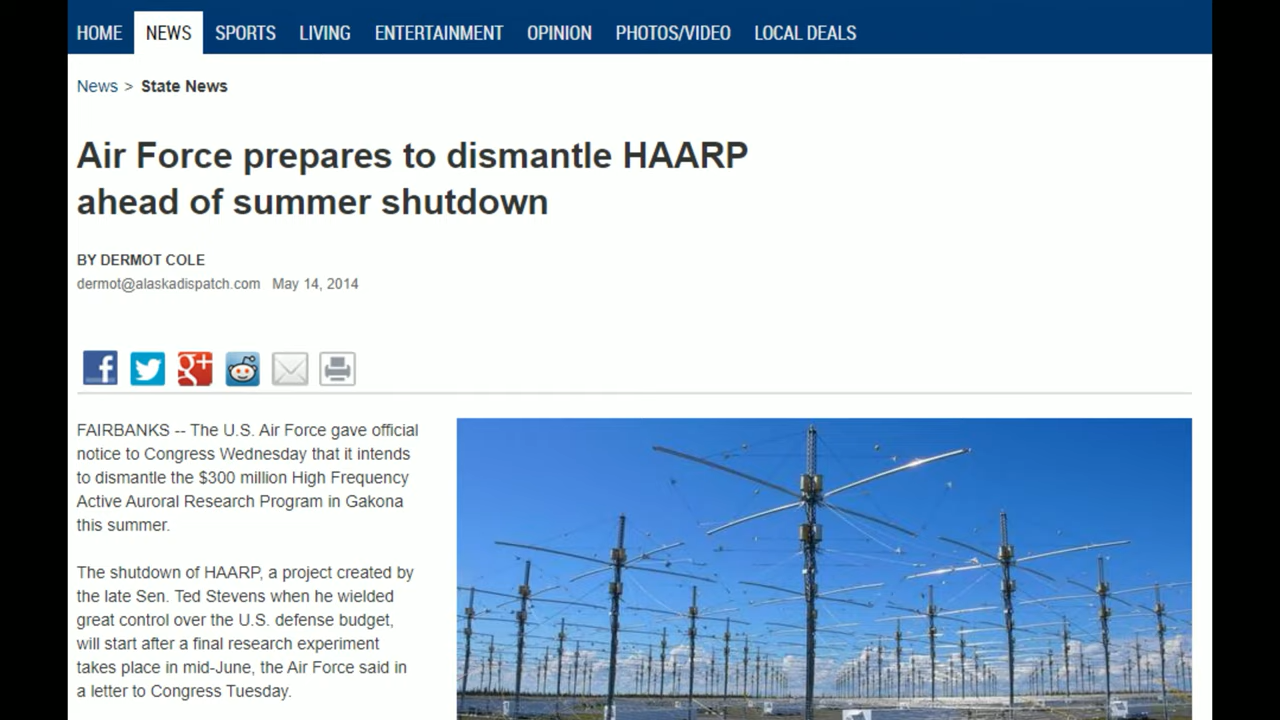 HOME NEWS SPORTS LIVING ENTERTAINMENT OPINION PHOTOS/VIDEO LOCAL DEALS
News > State News
Air Force prepares to dismantle HAARP
ahead of summer shutdown
BY DERMOT COLE
dermot@alaskadispatch.com May 14, 2014
FAIRBANKS -- The U.S. Air Force gave official
notice to Congress Wednesday that it intends
to dismantle the $300 million High Frequency
Active Auroral Research Program in Gakona
this summer.
The shutdown of HAARP, a project created by
the late Sen. Ted Stevens when he wielded
great control over the U.S. defense budget,
will start after a final research experiment
takes place in mid-June, the Air Force said in
a letter to Congress Tuesday.